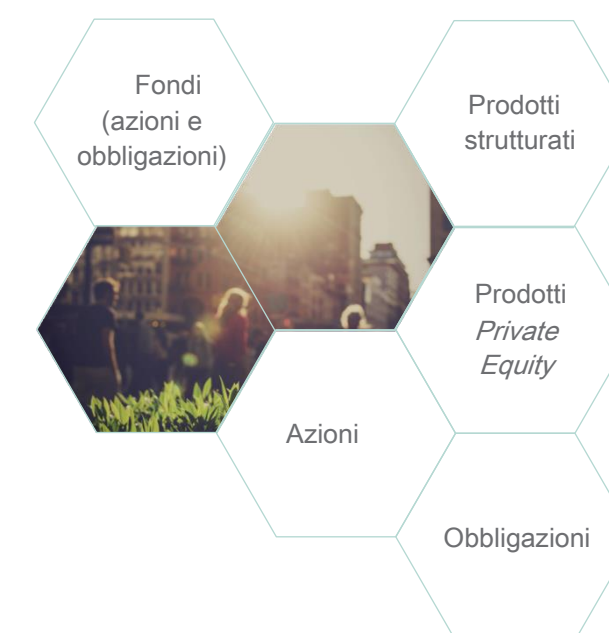 Fondi
(azioni e
obbligazioni)
Prodotti
strutturati
Prodotti
Private
Equity
Azioni
Obbligazioni